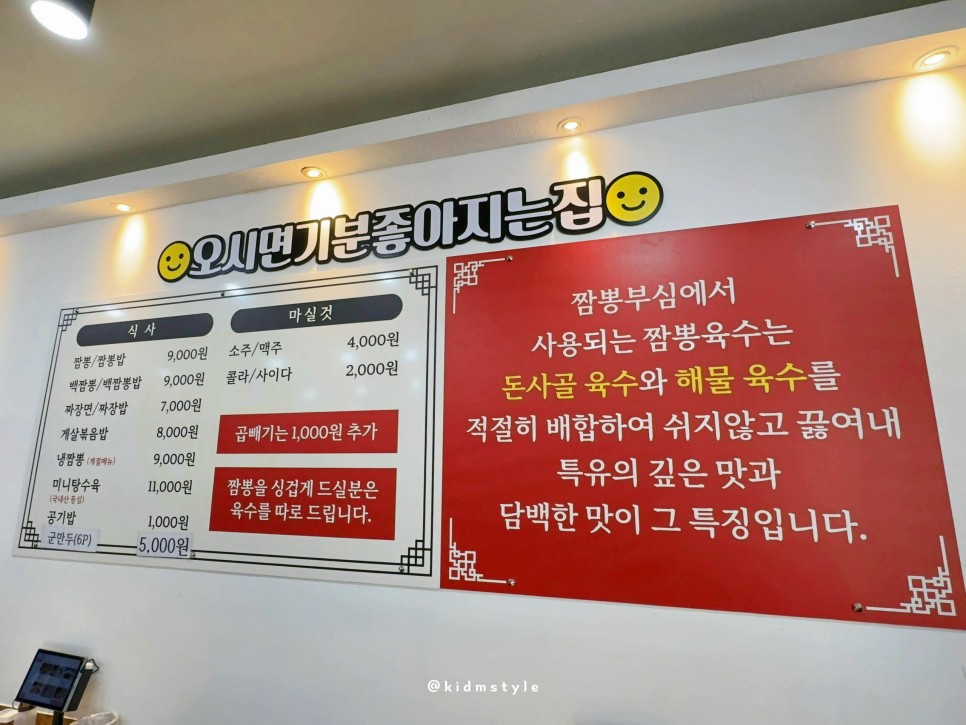 오시면기분좋아지는집
식 사
짬뽕/짬뽕밥 9,000원
백짬뽕/백짬뽕밥 9,000원
짜장면/짜장밥 7,000원
게살볶음밥 8,000원
냉짬뽕 (계절메뉴) 9,000원
미니탕수육 11,000원
(국내산 등심)
공기밥 1,000원
군만두(6P) 5,000원
마실것
소주/맥주 4,000원
콜라/사이다 2,000원
곱빼기는 1,000원 추가
짬뽕을 싱겁게 드실분은
육수를 따로 드립니다.
짬뽕부심에서
사용되는 짬뽕육수는
돈사골 육수와 해물 육수를
적절히 배합하여 쉬지않고 끓여내
특유의 깊은 맛과
담백한 맛이 그 특징입니다.
@kidmstyle